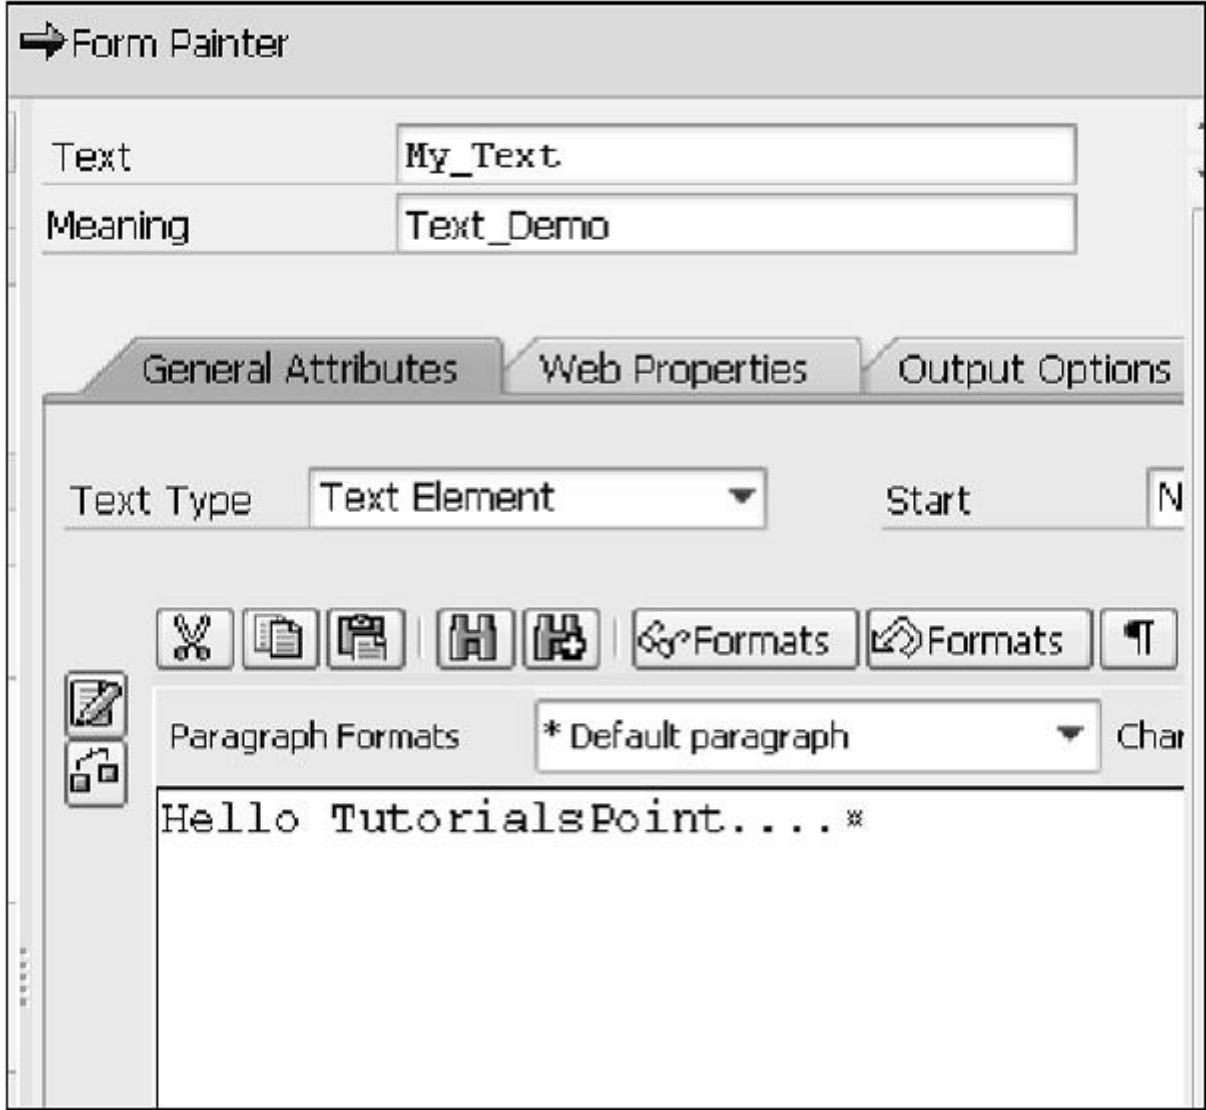 Form Painter
Text My_Text
Meaning Text_Demo
General Attributes Web Properties Output Options
Text Type Text Element Start N
Formats Formats
Paragraph Formats * Default paragraph Char
Hello TutorialsPoint....¤